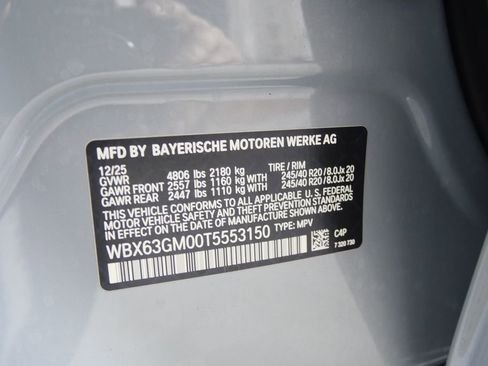 MFD BY BAYERISCHE MOTOREN WERKE AG
12/25 TIRE / RIM
GVWR 4806 lbs 2180 kg
GAWR FRONT 2557 lbs 1160 kg 245/40 R20 / 8.0Jx 20
GAWR REAR 2447 lbs 1110 kg 245/40 R20 / 8.0Jx 20
THIS VEHICLE CONFORMS TO ALL APPLICABLE U.S. FEDERAL
MOTOR VEHICLE SAFETY, BUMPER, AND THEFT PREVENTION
STANDARDS IN EFFECT ON THE DATE OF MANUFACTURE SHOWN ABOVE.
WBX63GM00T5553150 TYPE: MPV
C4P
7 320 730